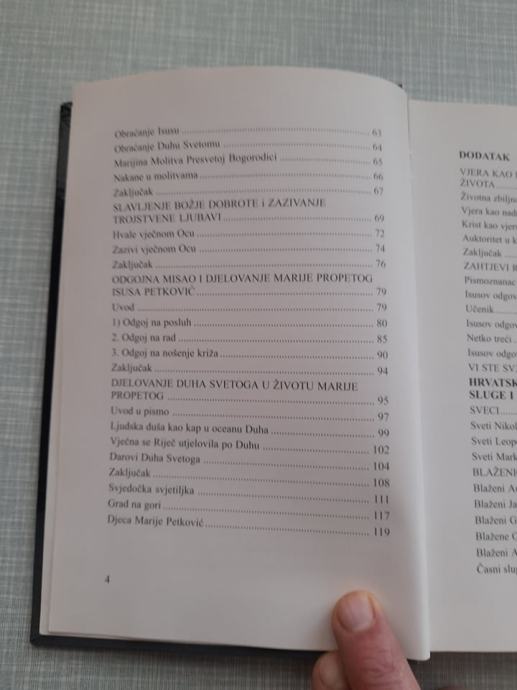 Obraćanje Isusu ........ 63
Obraćanje Duhu Svetomu ........ 64
Marijina Molitva Presvetoj Bogorodici ........ 65
Nakane u molitvama ........ 66
Zaključak ........ 67
SLAVLJENJE BOŽJE DOBROTE i ZAZIVANJE
TROJSTVENE LJUBAVI ........ 69
Hvale vječnom Ocu ........ 72
Zazivi vječnom Ocu ........ 74
Zaključak ........ 76
ODGOJNA MISAO I DJELOVANJE MARIJE PROPETOG
ISUSA PETKOVIĆ ........ 79
Uvod ........ 79
1) Odgoj na posluh ........ 80
2. Odgoj na rad ........ 85
3. Odgoj na nošenje križa ........ 90
Zaključak ........ 94
DJELOVANJE DUHA SVETOGA U ŽIVOTU MARIJE
PROPETOG ........ 95
Uvod u pismo ........ 97
Ljudska duša kao kap u oceanu Duha ........ 99
Vječna se Riječ utjelovila po Duhu ........ 102
Darovi Duha Svetoga ........ 104
Zaključak ........ 108
Svjedočka svjetiljka ........ 111
Grad na gori ........ 117
Djeca Marije Petković ........ 119
4
DODATAK
VJERA KAO
ŽIVOTA
Životna zbiljn
Vjera kao nad
Krist kao vjer
Auktoritet u k
Zaključak
ZAHTJEVI
Pismoznanac
Isusov odgov
Učenik
Isusov odgo
Netko treći
Isusov odgo
VI STE SV
HRVATSK
SLUGE I
SVECI
Sveti Nikol
Sveti Leop
Sveti Mark
BLAŽENI
Blaženi A
Blaženi Ja
Blaženi G
Blažene
Blaženi A
Časni slug